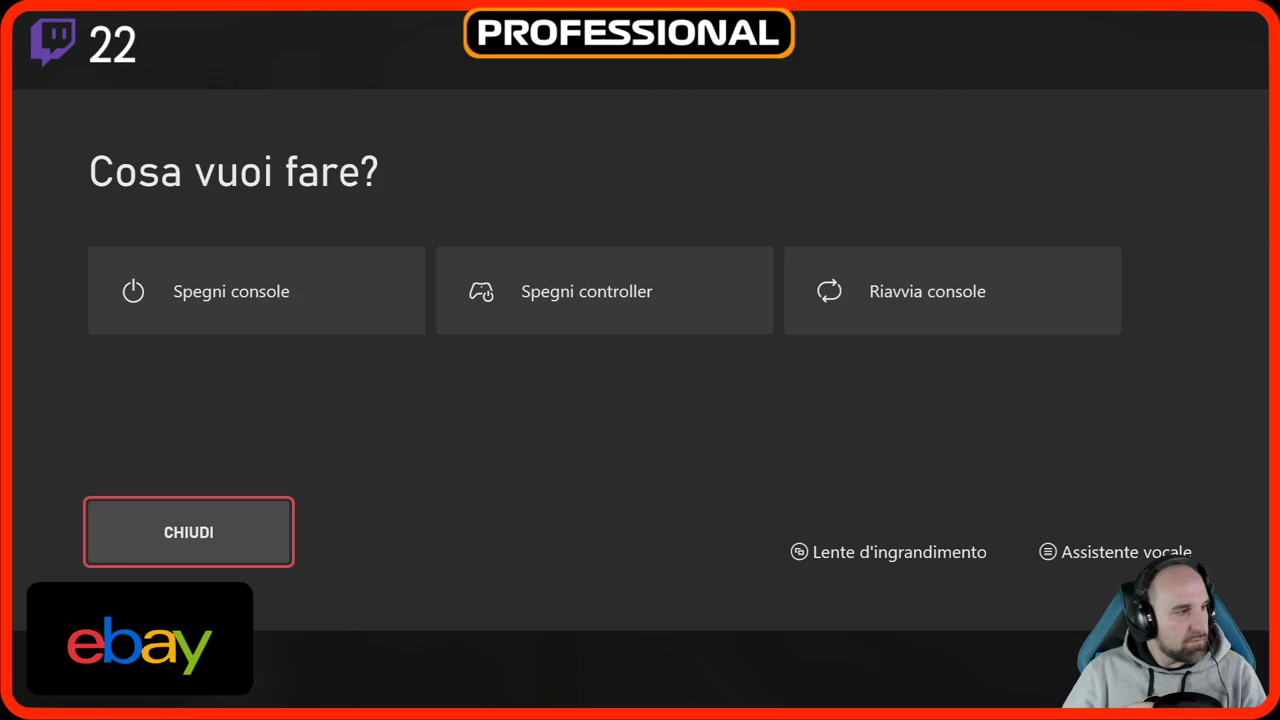 22
PROFESSIONAL
Cosa vuoi fare?
Spegni console
Spegni controller
Riavvia console
CHIUDI
Lente d'ingrandimento
Assistente vocale
ebay